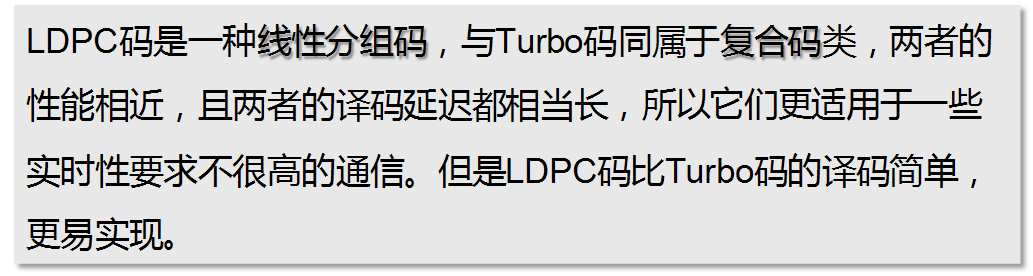 LDPC码是一种线性分组码，与Turbo码同属于复合码类，两者的
性能相近，且两者的译码延迟都相当长，所以它们更适用于一些
实时性要求不很高的通信。但是LDPC码比Turbo码的译码简单，
更易实现。